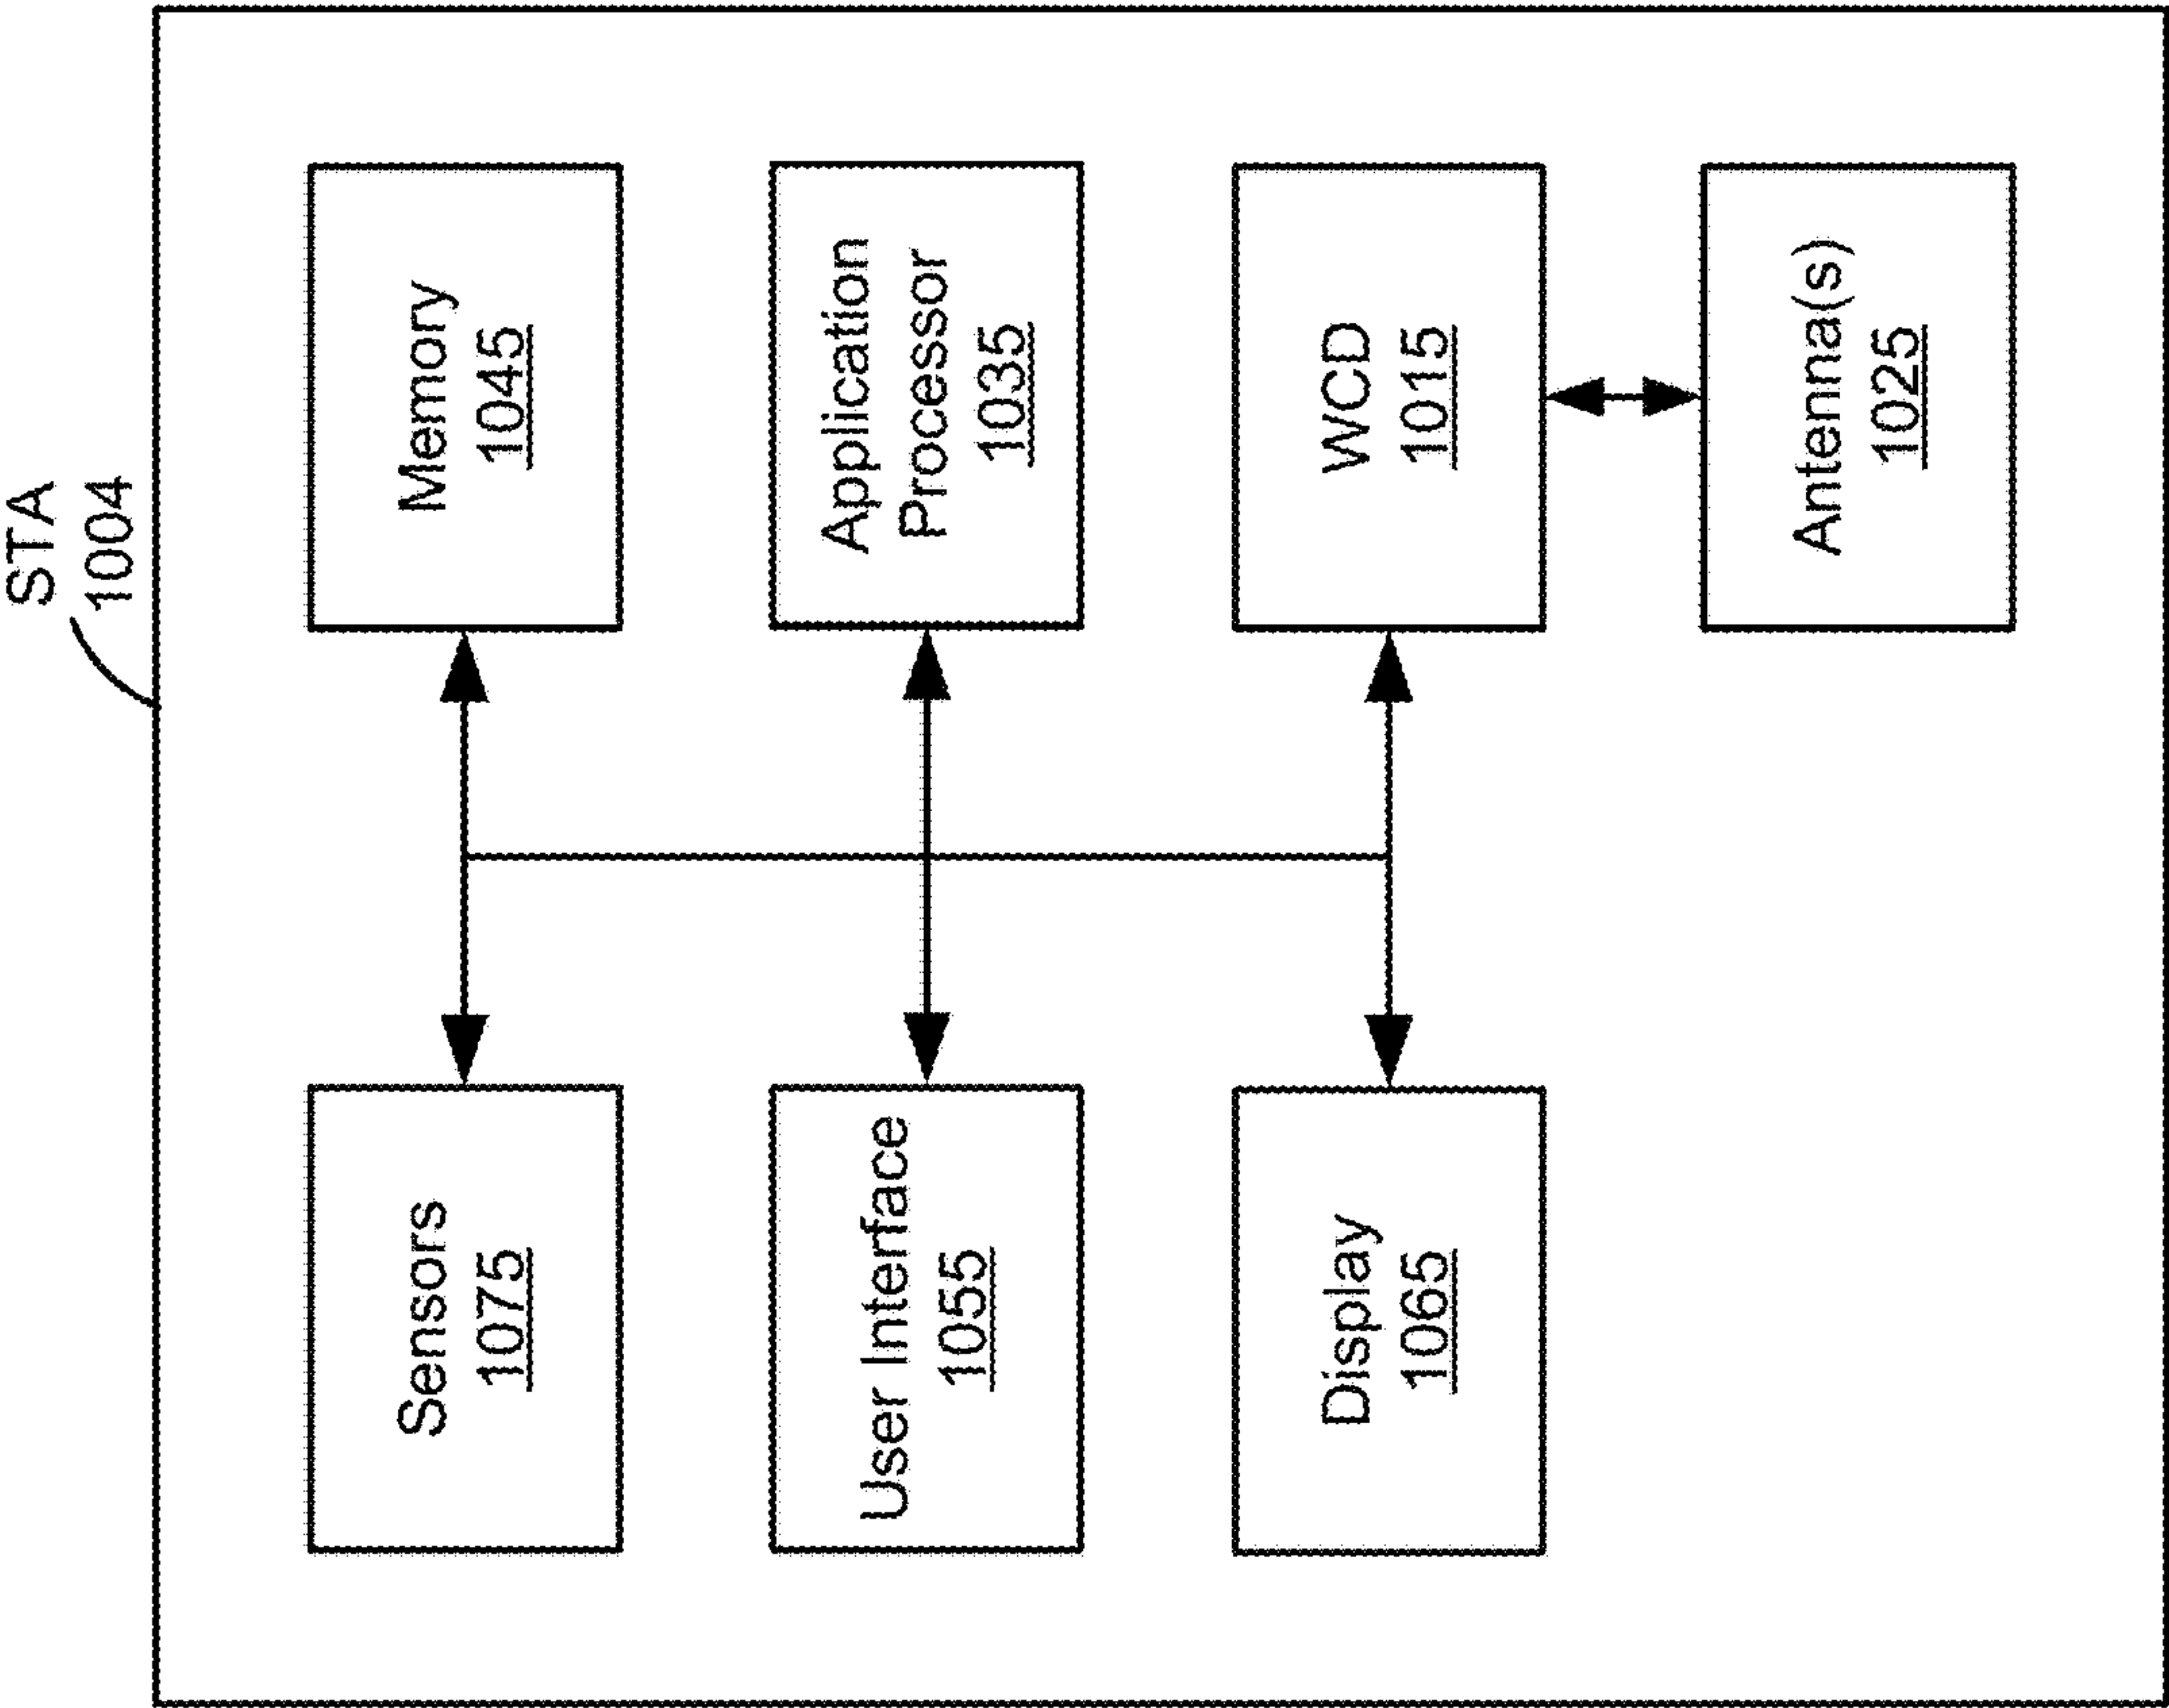 STA
1004
Sensors
1075
Memory
1045
User Interface
1055
Application
Processor
1035
Display
1065
WCD
1015
Antenna(s)
1025